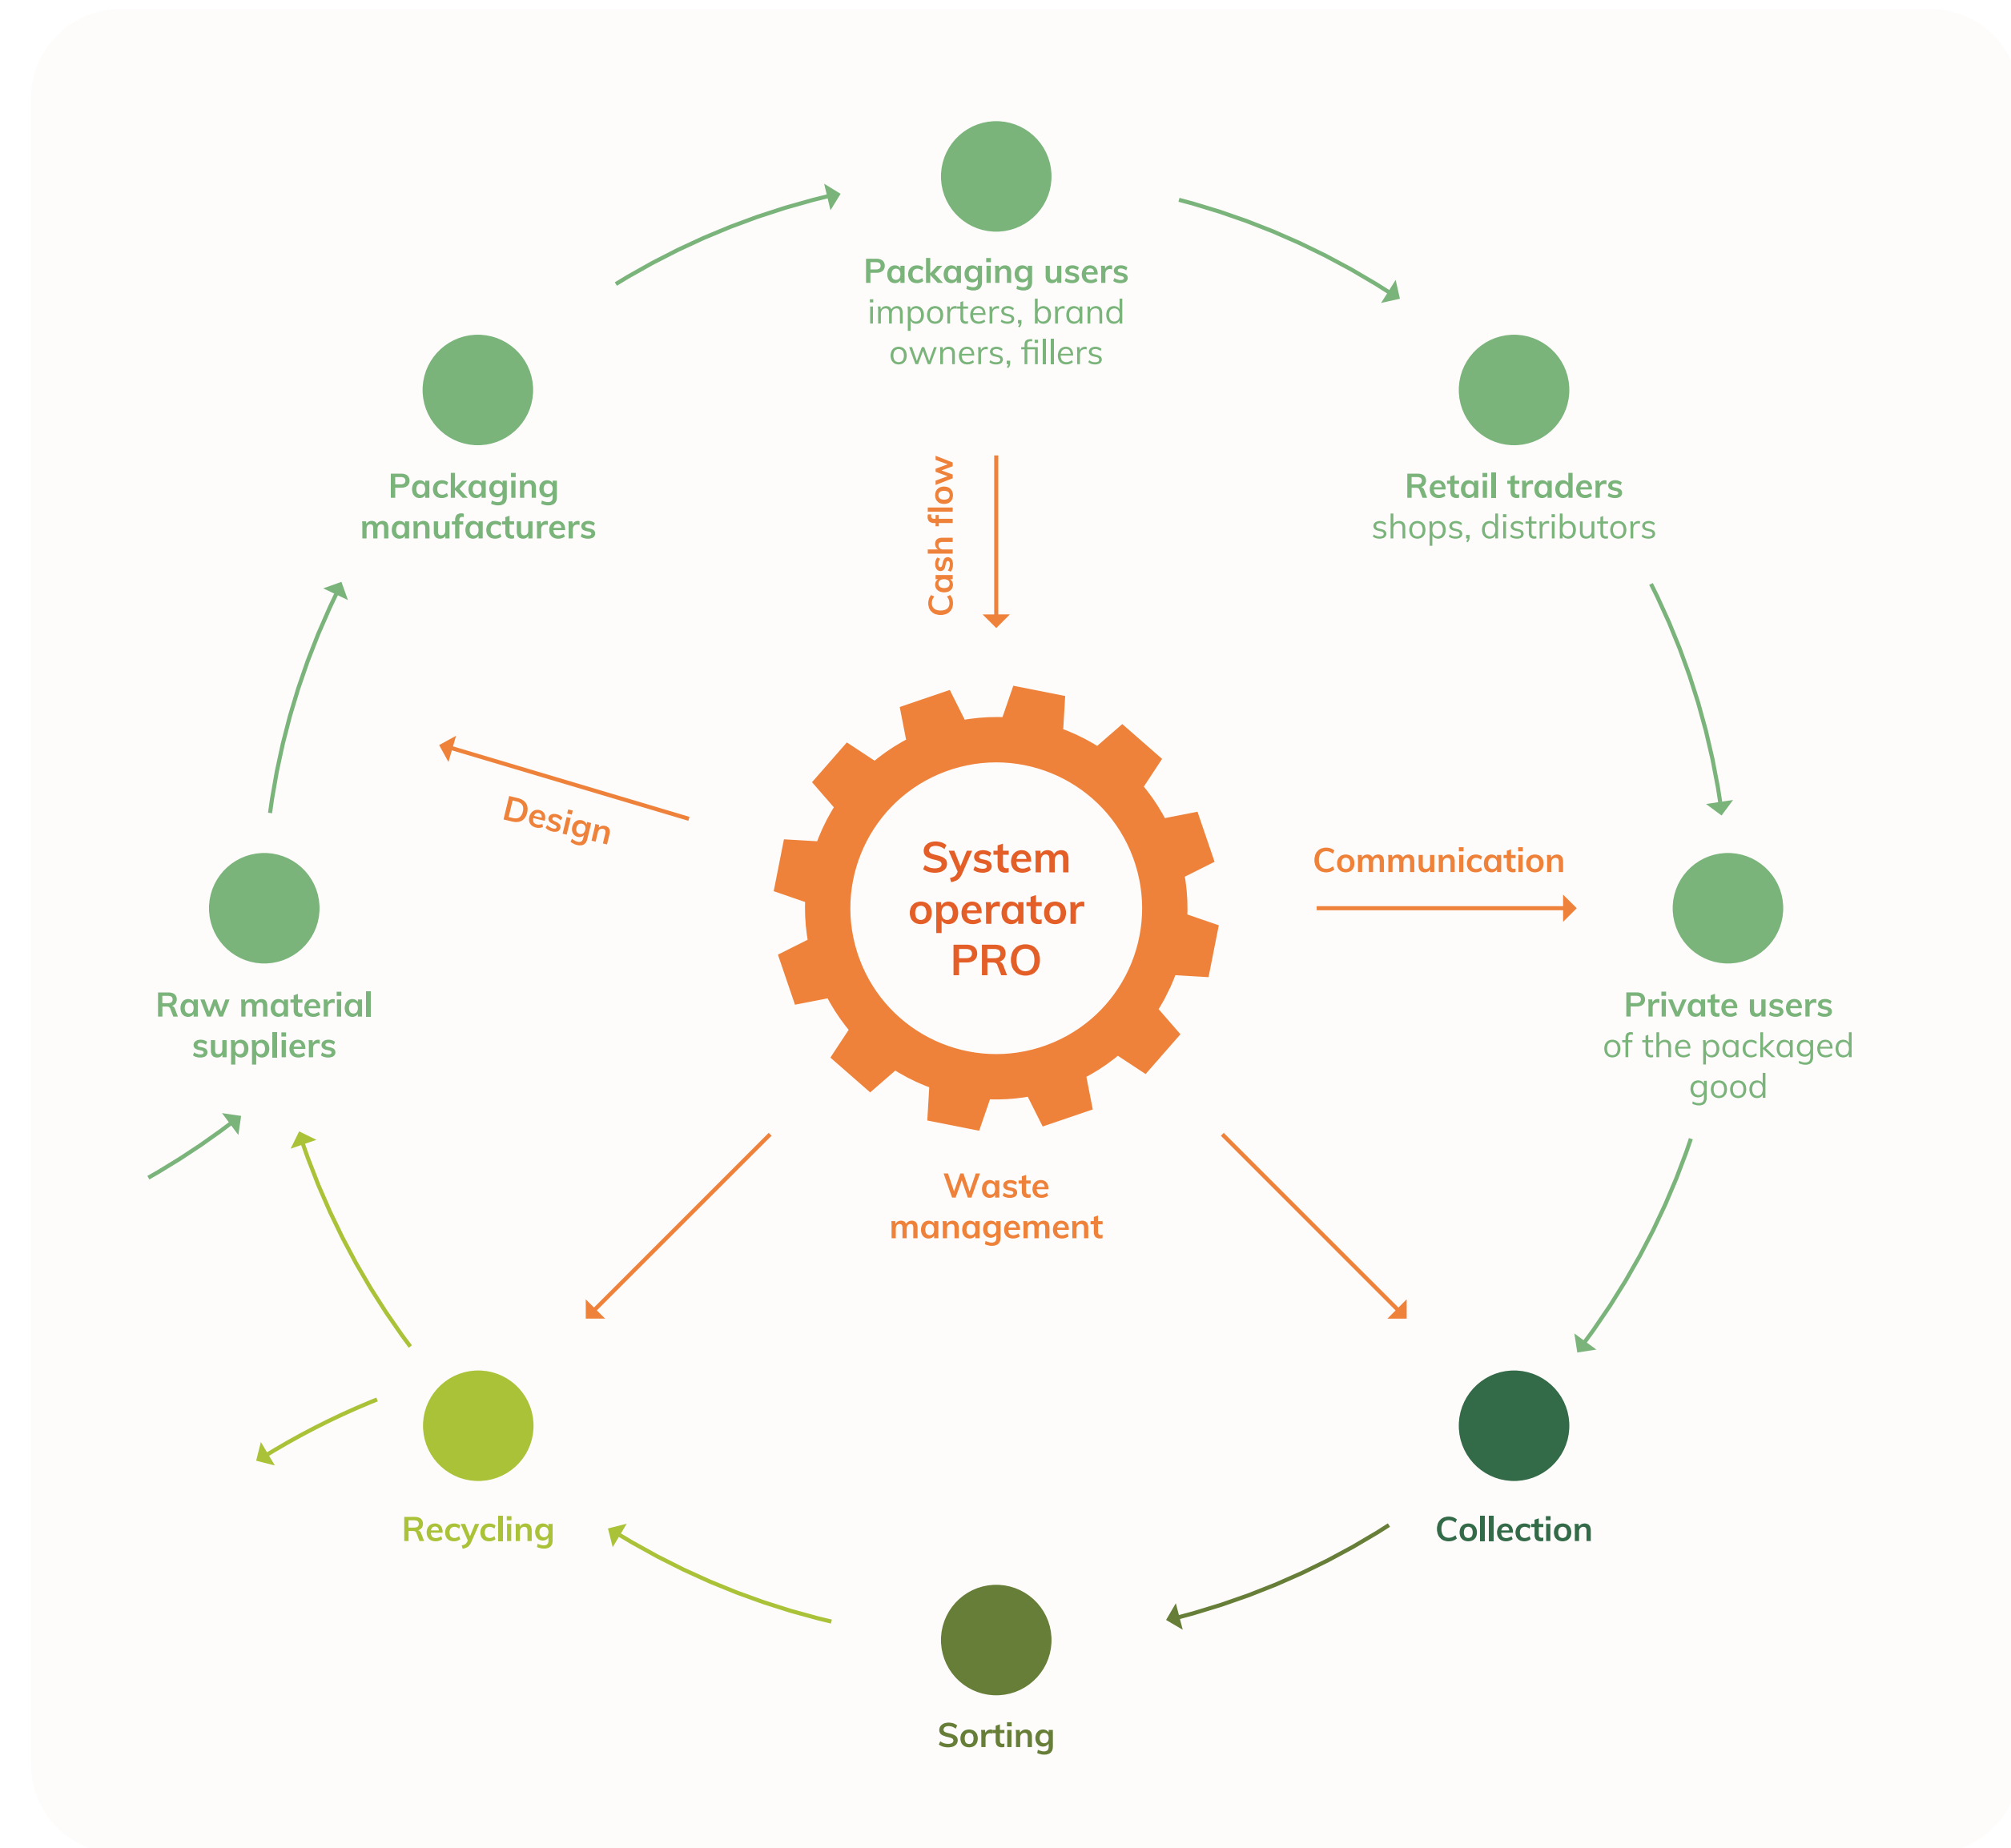 Packaging users
importers, brand
owners, fillers
Packaging
manufacturers
Retail traders
shops, distributors
Cash flow
Design
System
operator
PRO
Communication
Raw material
suppliers
Private users
of the packaged
good
Waste
management
Recycling
Collection
Sorting